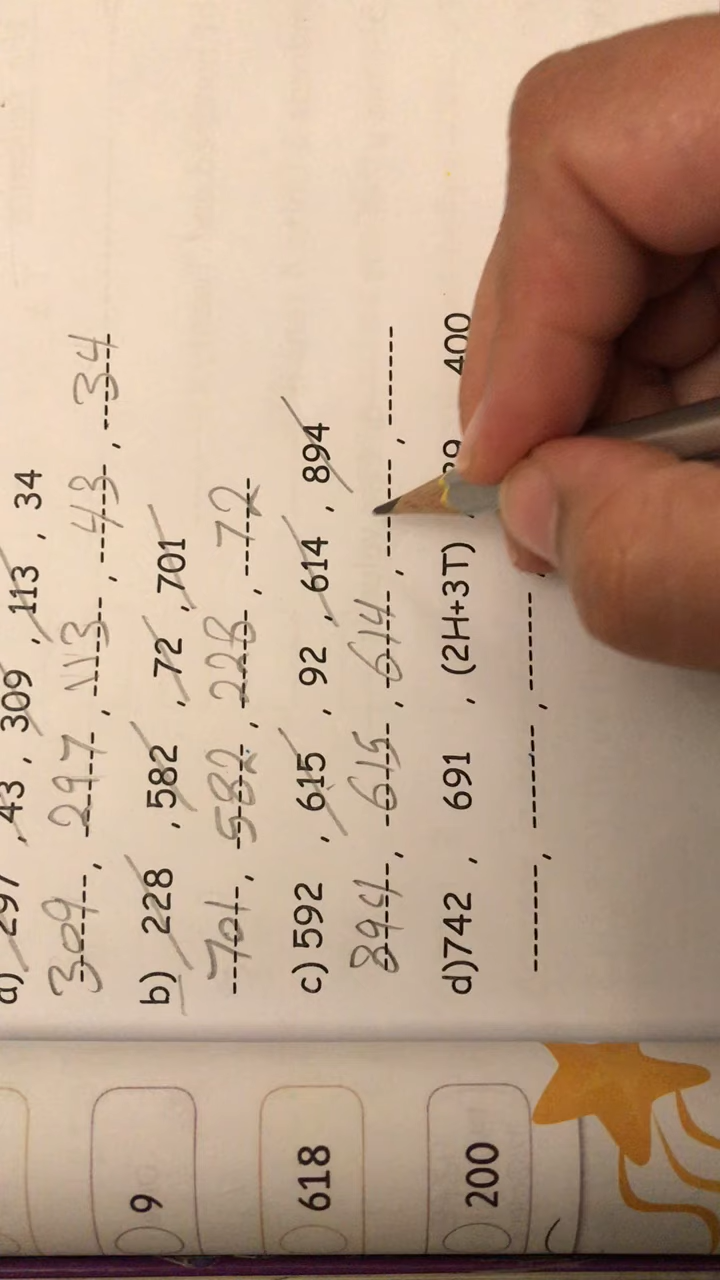 a) 297 , 43 , 309 , 113 , 34
309 , 297 , 113 , 43 , 34
b) 228 , 582 , 72 , 701
701 , 582 , 228 , 72
c) 592 , 615 , 92 , 614 , 894
894 , 615 , 614 , ,
d) 742 , 691 , (2H+3T) , 400
9
618
200